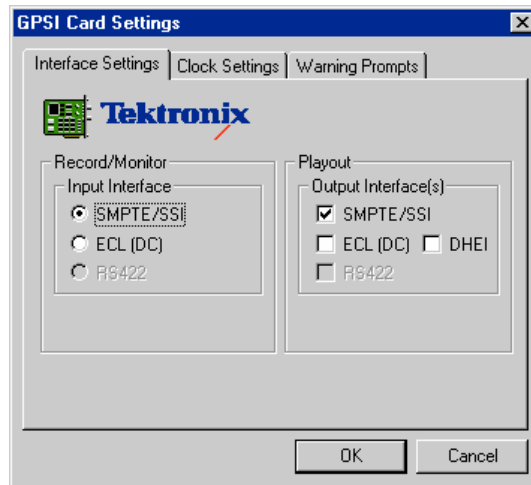 GPSI Card Settings
Interface Settings
Clock Settings
Warning Prompts
Tektronix
Record/Monitor
Input Interface
SMPTE/SSI
ECL (DC)
RS422
Playout
Output Interface(s)
SMPTE/SSI
ECL (DC)
DHEI
RS422
OK
Cancel